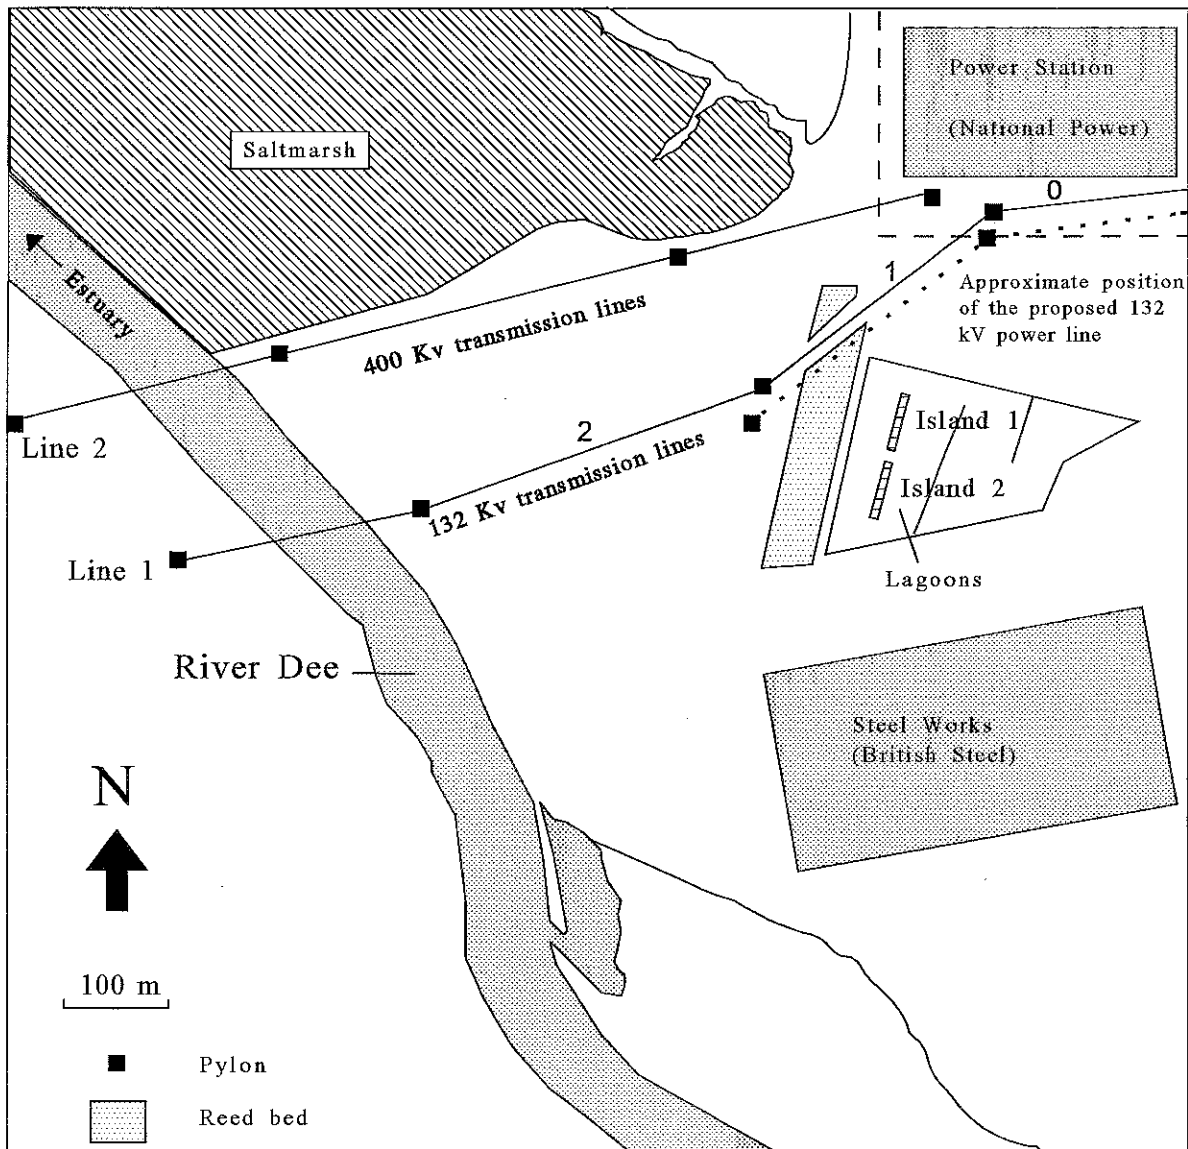 Power Station
(National Power)
Saltmarsh
0
Estuary
1
Approximate position
of the proposed 132
kV power line
400 Kv transmission lines
Line 2
2
132 Kv transmission lines
Island 1
Island 2
Line 1
Lagoons
River Dee
Steel Works
(British Steel)
N
100 m
Pylon
Reed bed